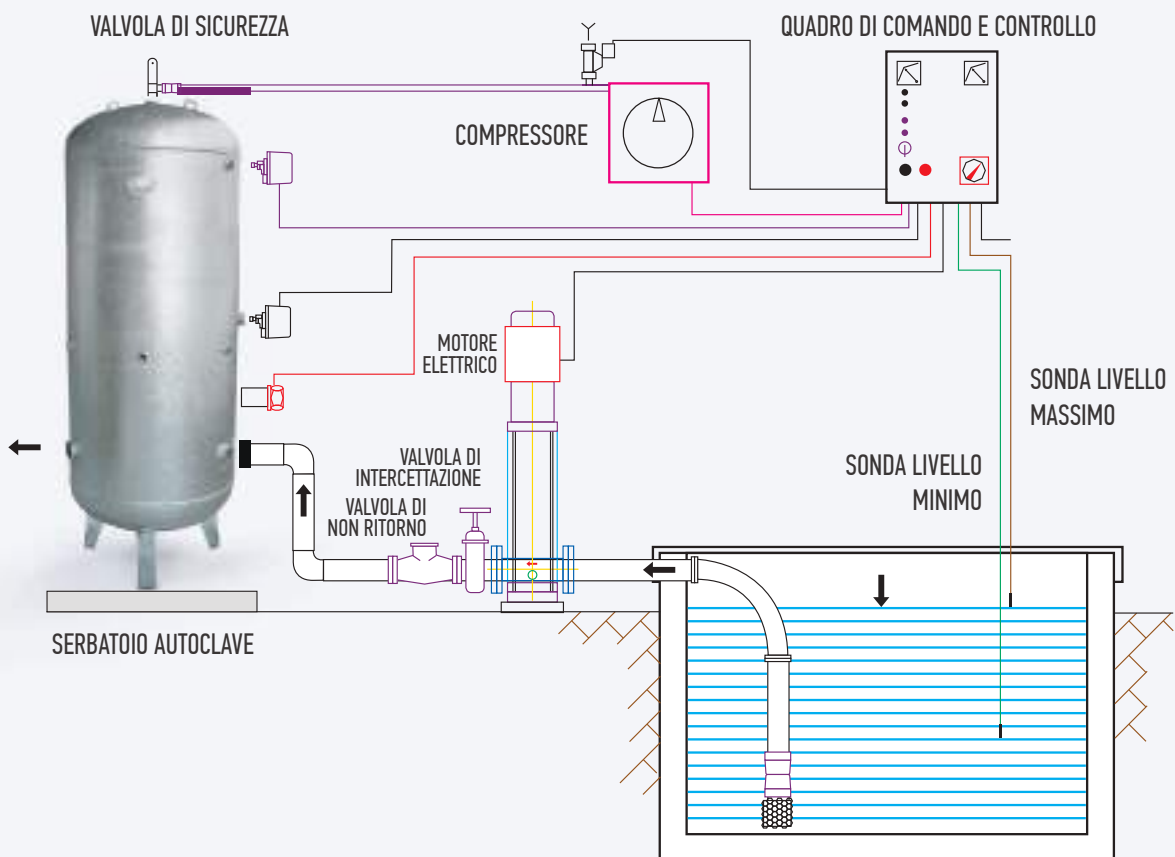 VALVOLA DI SICUREZZA
QUADRO DI COMANDO E CONTROLLO
COMPRESSORE
MOTORE
ELETTRICO
SONDA LIVELLO
MASSIMO
VALVOLA DI
INTERCETTAZIONE
SONDA LIVELLO
MINIMO
VALVOLA DI
NON RITORNO
SERBATOIO AUTOCLAVE